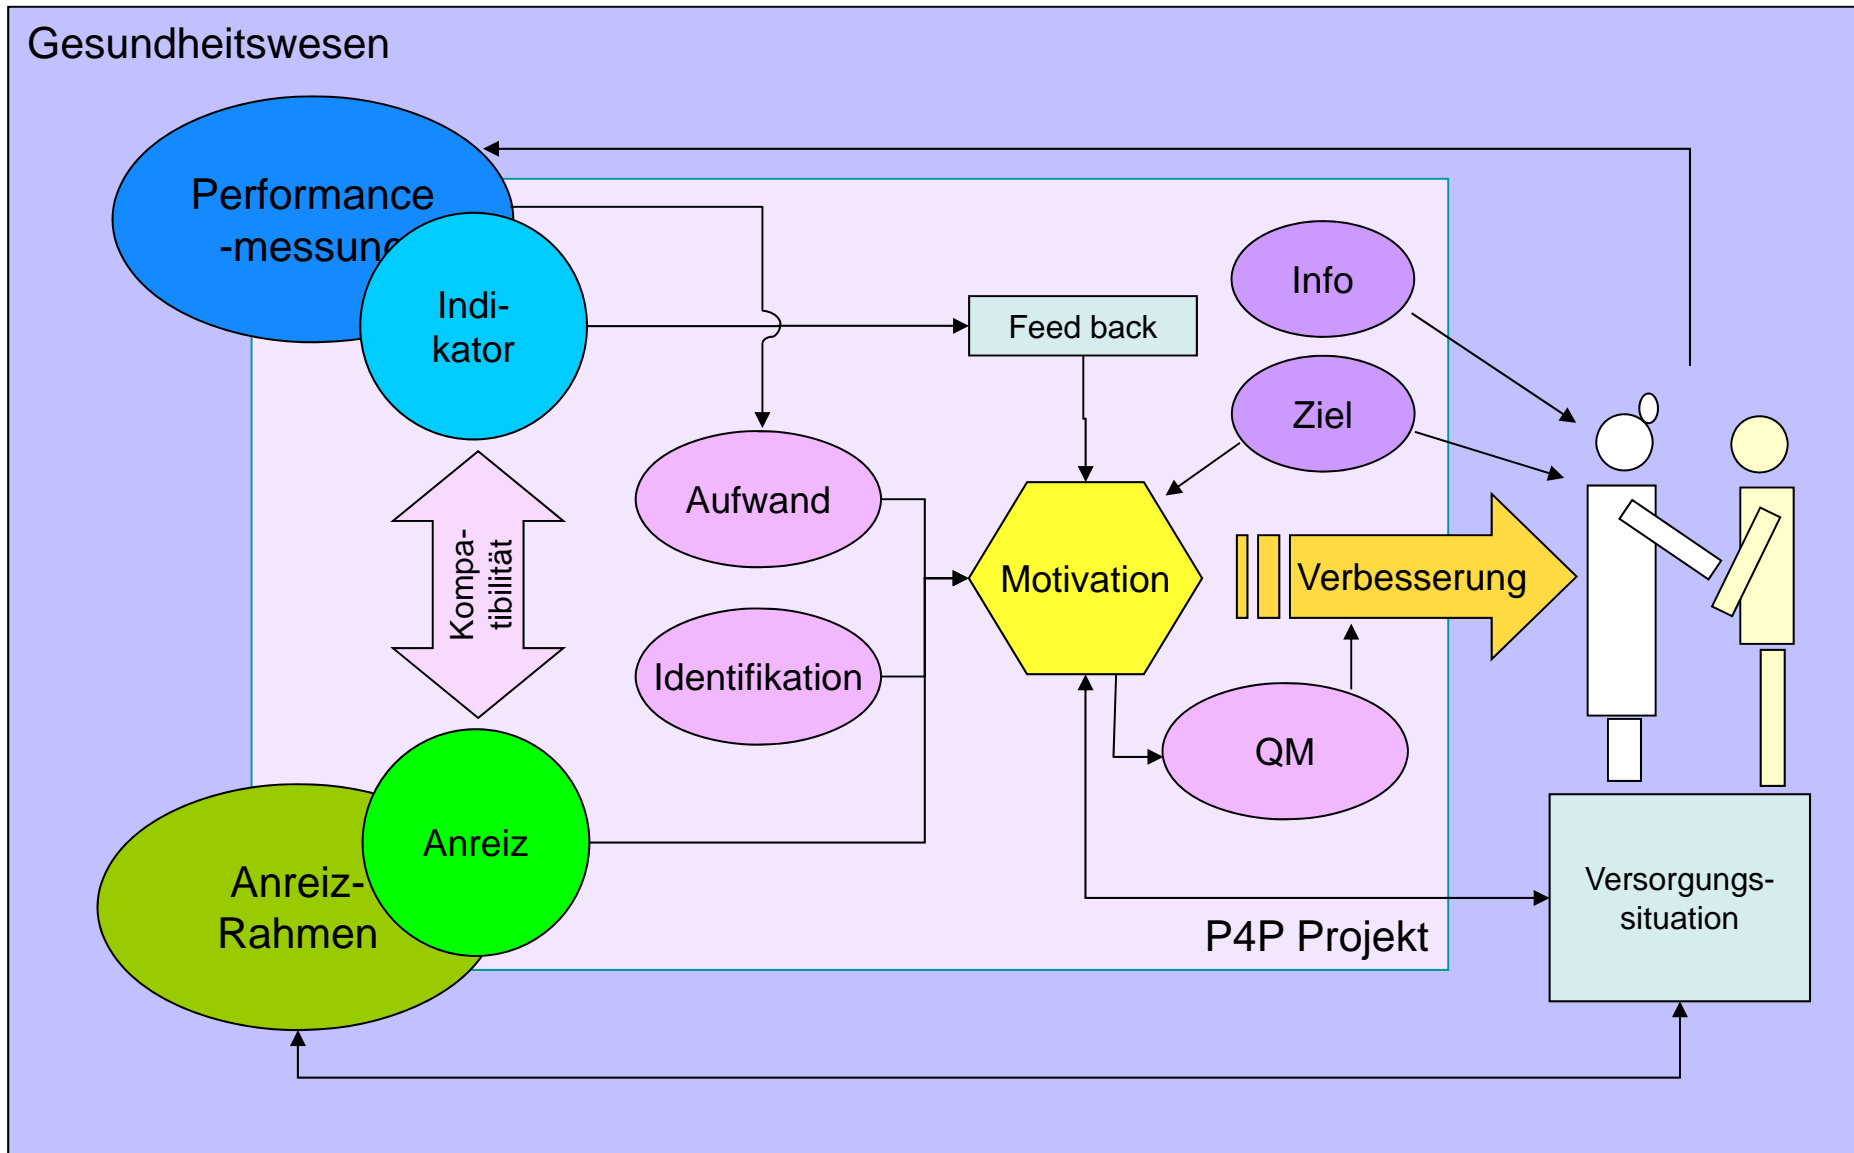 Gesundheitswesen
Performance
-messung
Indi-
kator
Info
Feed back
Ziel
Aufwand
Kompa-
tibilität
Motivation
Verbesserung
Identifikation
QM
Anreiz
Anreiz-
Rahmen
Versorgungs-
situation
P4P Projekt